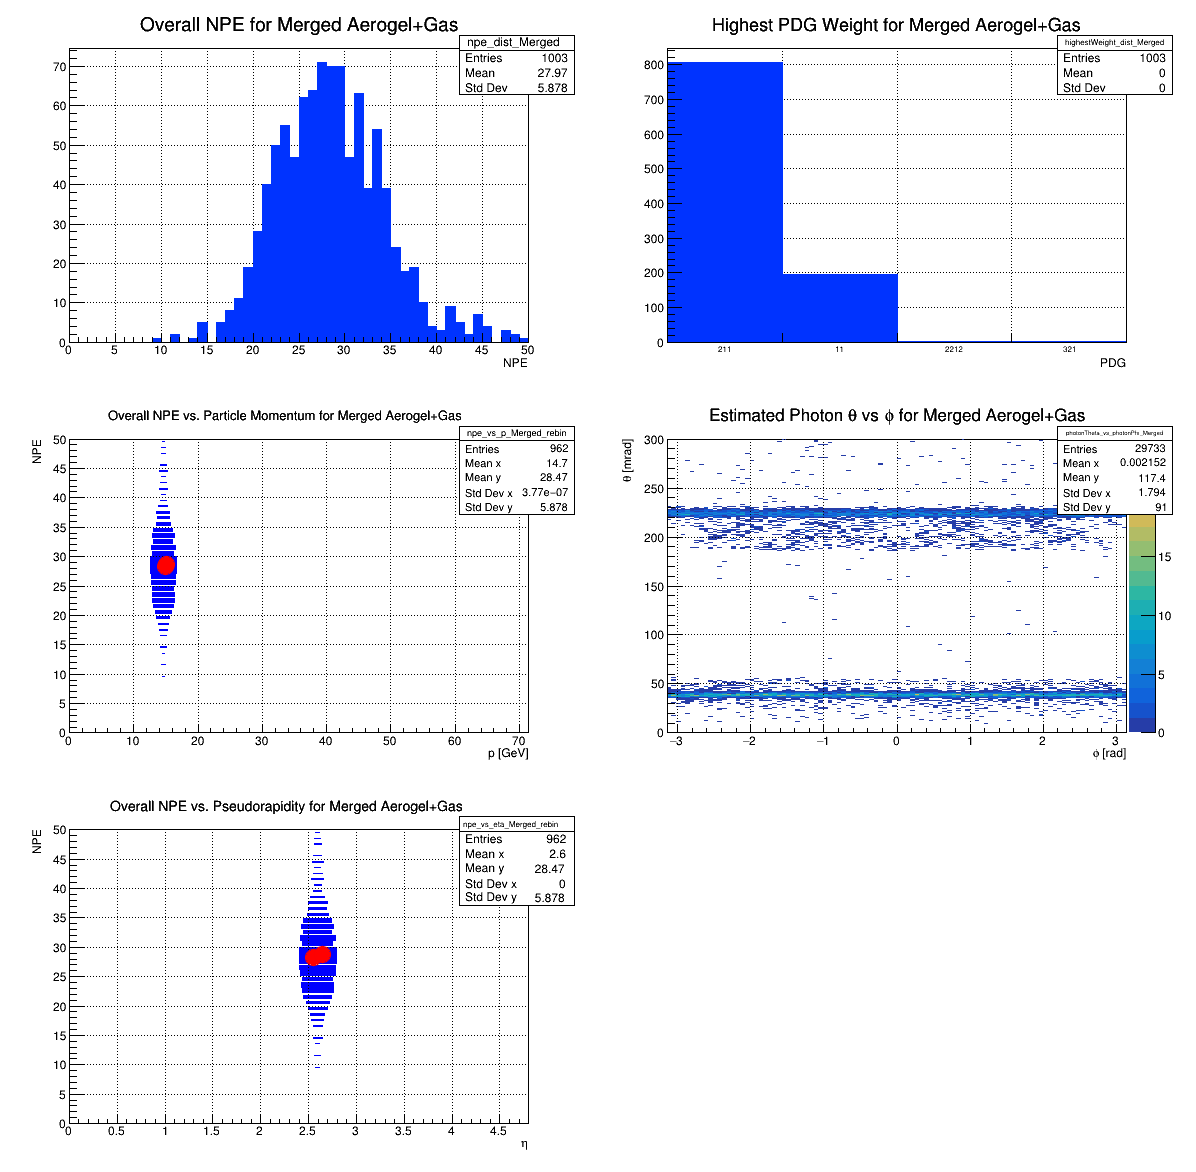 Overall NPE for Merged Aerogel+Gas
npe_dist_Merged
Entries 1003
Mean 27.97
Std Dev 5.878
70
60
50
40
30
20
10
0
0 5 10 15 20 25 30 35 40 45 50
NPE
Highest PDG Weight for Merged Aerogel+Gas
highestWeight_dist_Merged
Entries 1003
Mean 0
Std Dev 0
800
700
600
500
400
300
200
100
0
211 11 2212 321
PDG
Overall NPE vs. Particle Momentum for Merged Aerogel+Gas
npe_vs_p_Merged_rebin
Entries 962
Mean x 14.7
Mean y 28.47
Std Dev x 3.77e-07
Std Dev y 5.878
NPE
50
45
40
35
30
25
20
15
10
5
0
0 10 20 30 40 50 60 70
p [GeV]
Estimated Photon θ vs ϕ for Merged Aerogel+Gas
photonTheta_vs_photonPhi_Merged
Entries 29733
Mean x 0.002152
Mean y 117.4
Std Dev x 1.794
Std Dev y 91
θ [mrad]
300
250
200
150
100
50
0
−3 −2 −1 0 1 2 3
ϕ [rad]
15
10
5
0
Overall NPE vs. Pseudorapidity for Merged Aerogel+Gas
npe_vs_eta_Merged_rebin
Entries 962
Mean x 2.6
Mean y 28.47
Std Dev x 0
Std Dev y 5.878
NPE
50
45
40
35
30
25
20
15
10
5
0
0 0.5 1 1.5 2 2.5 3 3.5 4 4.5
η